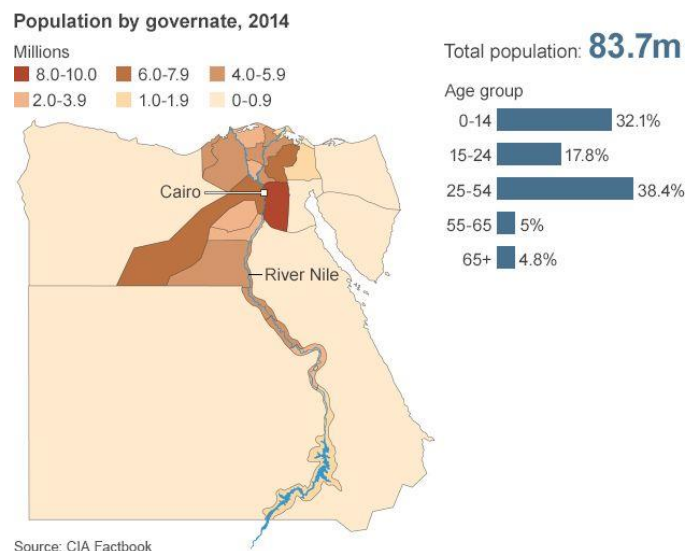 Population by governate, 2014
Millions
8.0-10.0 6.0-7.9 4.0-5.9
2.0-3.9 1.0-1.9 0-0.9
Cairo
River Nile
Source: CIA Factbook
Total population: 83.7m
Age group
0-14 32.1%
15-24 17.8%
25-54 38.4%
55-65 5%
65+ 4.8%